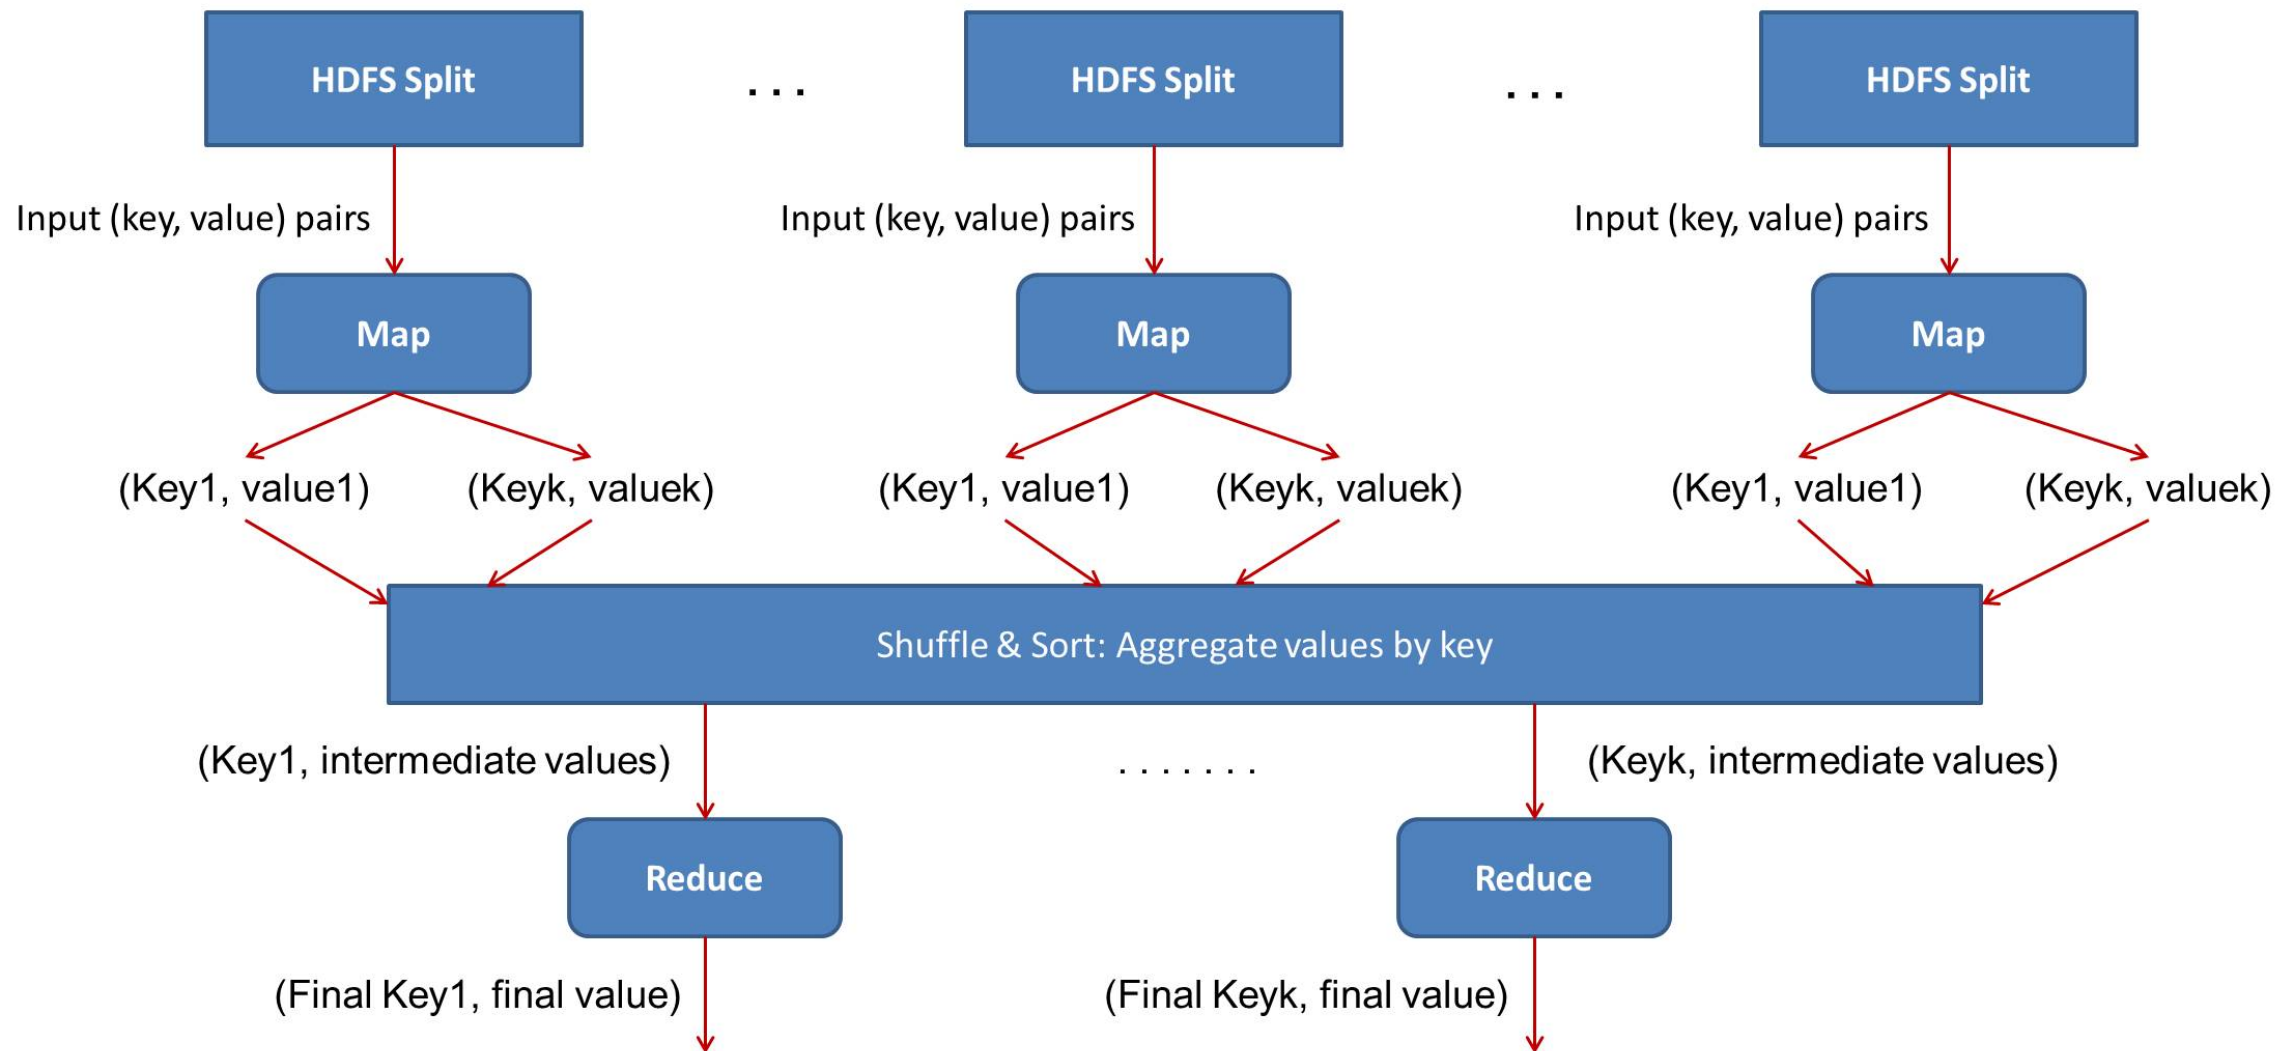 HDFS Split
. . .
HDFS Split
. . .
HDFS Split
Input (key, value) pairs
Input (key, value) pairs
Input (key, value) pairs
Map
Map
Map
(Key1, value1)
(Keyk, valuek)
(Key1, value1)
(Keyk, valuek)
(Key1, value1)
(Keyk, valuek)
Shuffle & Sort: Aggregate values by key
(Key1, intermediate values)
. . . . . . .
(Keyk, intermediate values)
Reduce
Reduce
(Final Key1, final value)
(Final Keyk, final value)